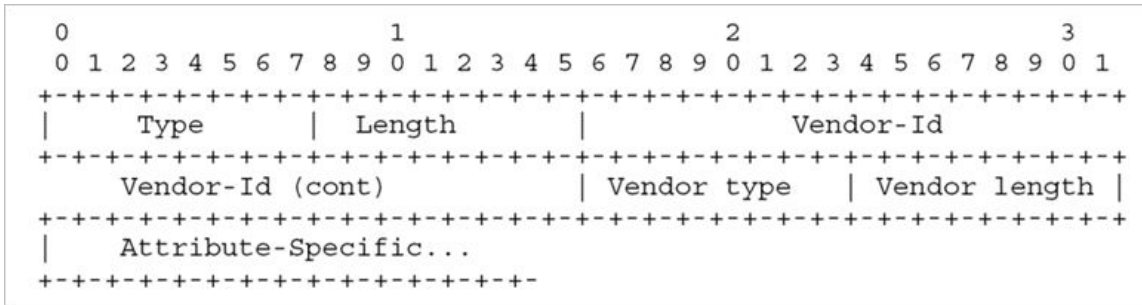 0                   1                   2                   3
 0 1 2 3 4 5 6 7 8 9 0 1 2 3 4 5 6 7 8 9 0 1 2 3 4 5 6 7 8 9 0 1
+-+-+-+-+-+-+-+-+-+-+-+-+-+-+-+-+-+-+-+-+-+-+-+-+-+-+-+-+-+-+-+-+
|     Type      |  Length       |            Vendor-Id
+-+-+-+-+-+-+-+-+-+-+-+-+-+-+-+-+-+-+-+-+-+-+-+-+-+-+-+-+-+-+-+-+
     Vendor-Id (cont)           | Vendor type   | Vendor length |
+-+-+-+-+-+-+-+-+-+-+-+-+-+-+-+-+-+-+-+-+-+-+-+-+-+-+-+-+-+-+-+-+
|    Attribute-Specific...
+-+-+-+-+-+-+-+-+-+-+-+-+-+-+-